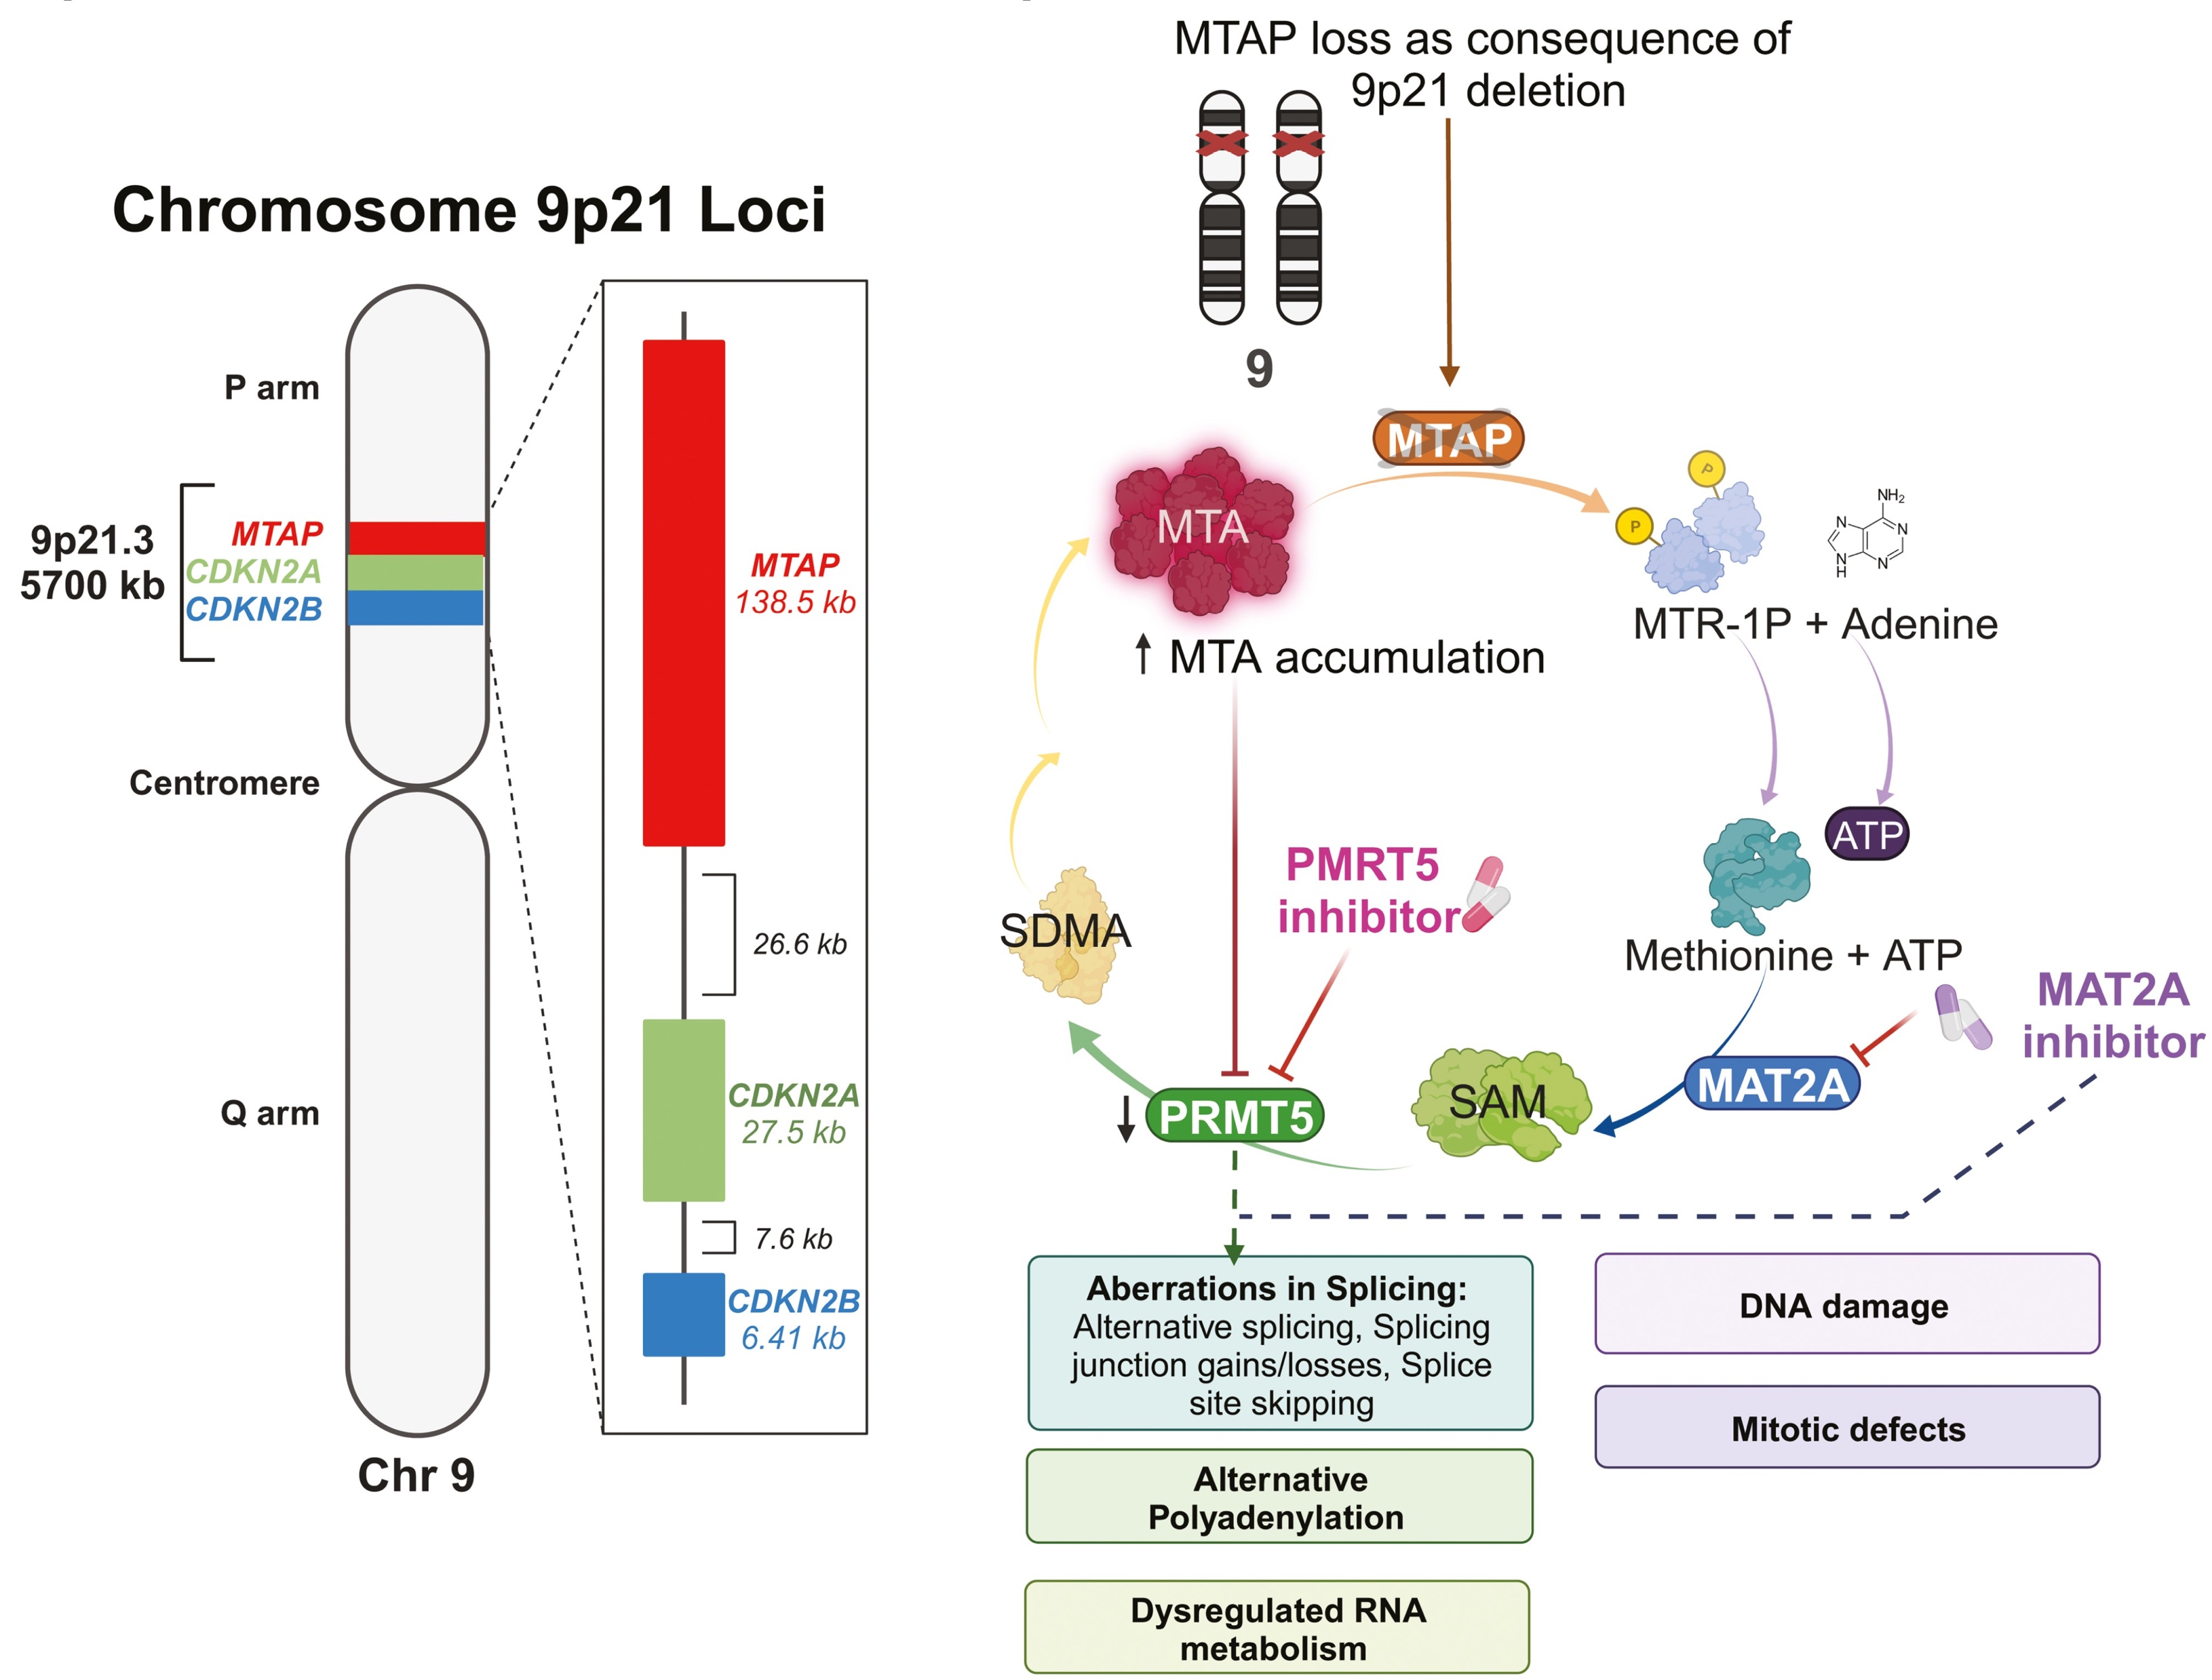 Chromosome 9p21 Loci
P arm
9p21.3
5700 kb
MTAP
CDKN2A
CDKN2B
Centromere
Q arm
Chr 9
MTAP
138.5 kb
26.6 kb
CDKN2A
27.5 kb
7.6 kb
CDKN2B
6.41 kb
MTAP loss as consequence of
9p21 deletion
9
MTAP
MTA
↑ MTA accumulation
P
P
NH2
N
N
N
N
H
MTR-1P + Adenine
ATP
Methionine + ATP
PMRT5
inhibitor
SDMA
MAT2A
inhibitor
MAT2A
SAM
↓ PRMT5
Aberrations in Splicing:
Alternative splicing, Splicing
junction gains/losses, Splice
site skipping
Alternative
Polyadenylation
Dysregulated RNA
metabolism
DNA damage
Mitotic defects